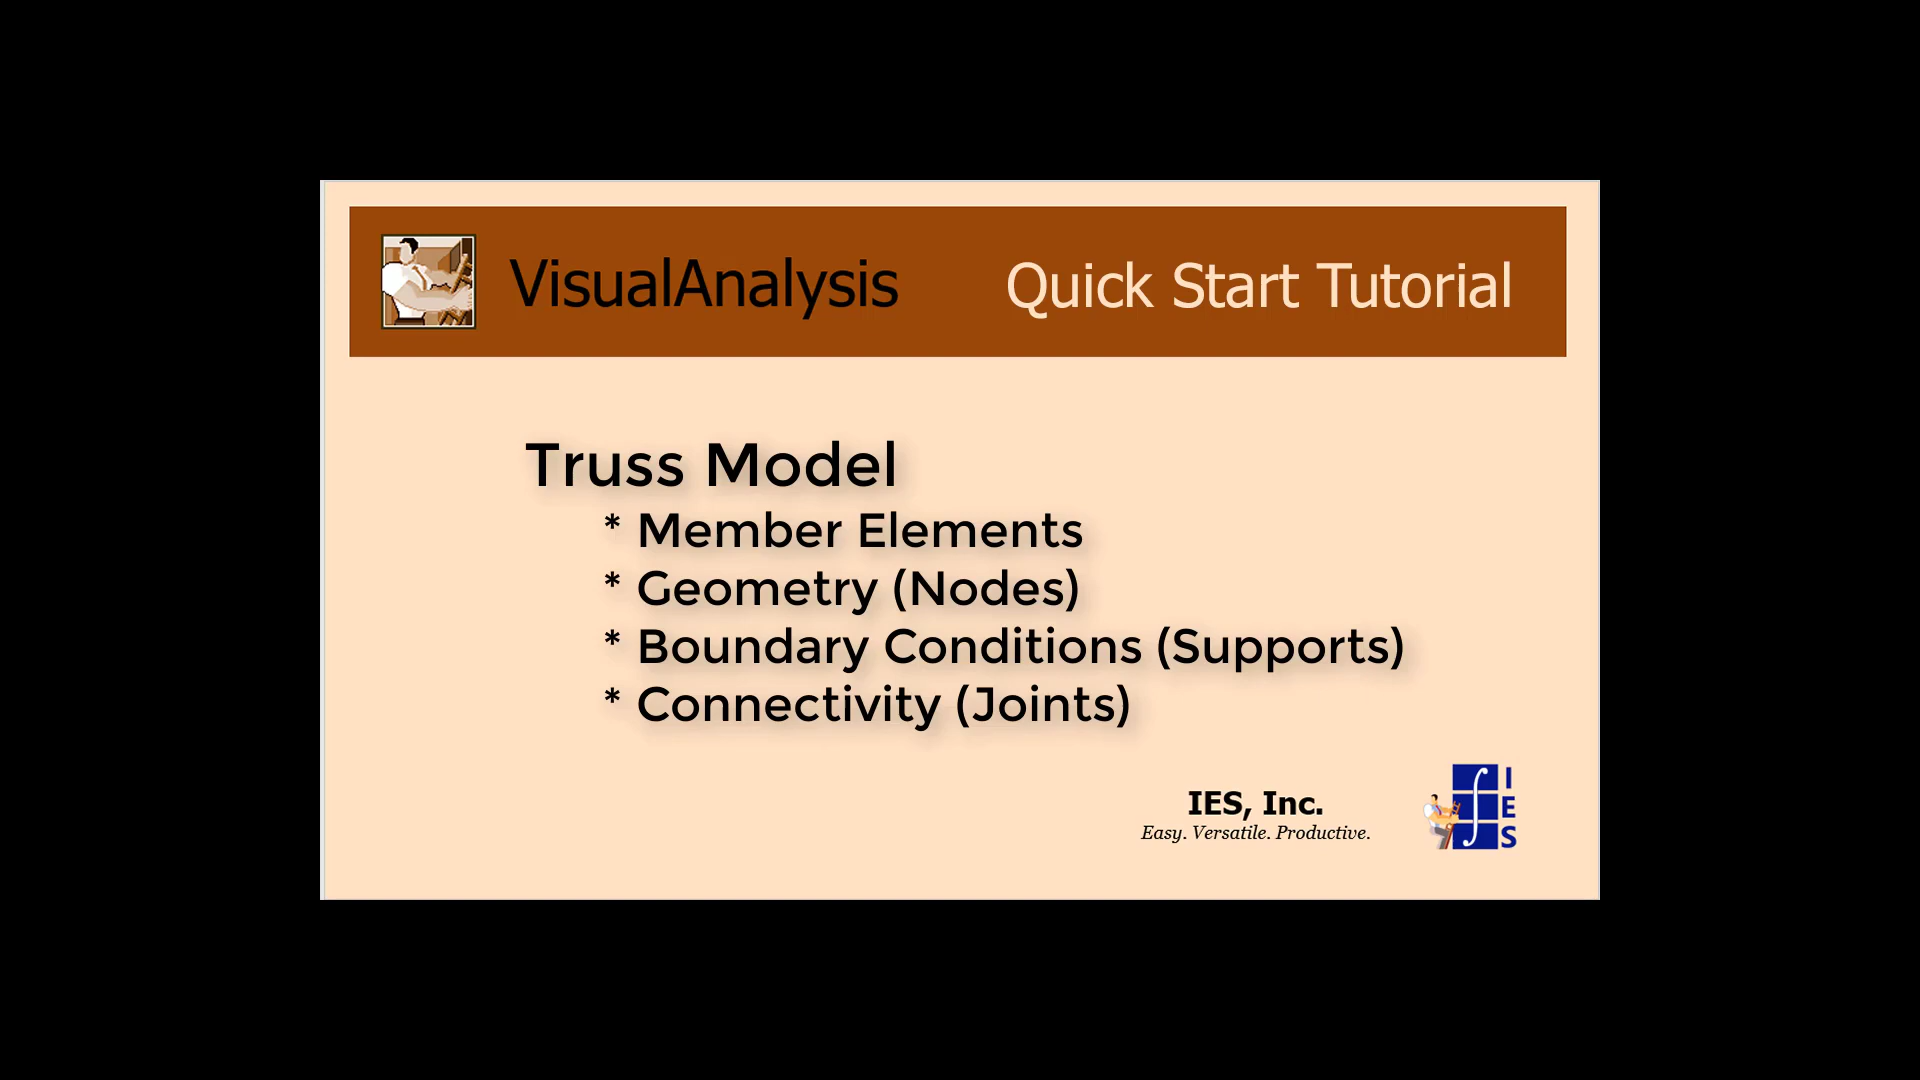 VisualAnalysis Quick Start Tutorial
Truss Model
* Member Elements
* Geometry (Nodes)
* Boundary Conditions (Supports)
* Connectivity (Joints)
IES, Inc.
Easy. Versatile. Productive.
IES